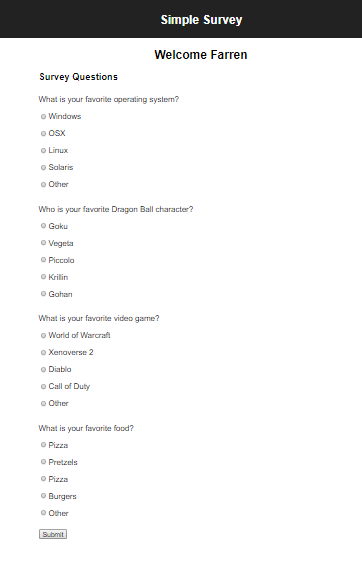 Simple Survey
Welcome Farren
Survey Questions
What is your favorite operating system?
Windows
OSX
Linux
Solaris
Other
Who is your favorite Dragon Ball character?
Goku
Vegeta
Piccolo
Krillin
Gohan
What is your favorite video game?
World of Warcraft
Xenoverse 2
Diablo
Call of Duty
Other
What is your favorite food?
Pizza
Pretzels
Pizza
Burgers
Other
Submit